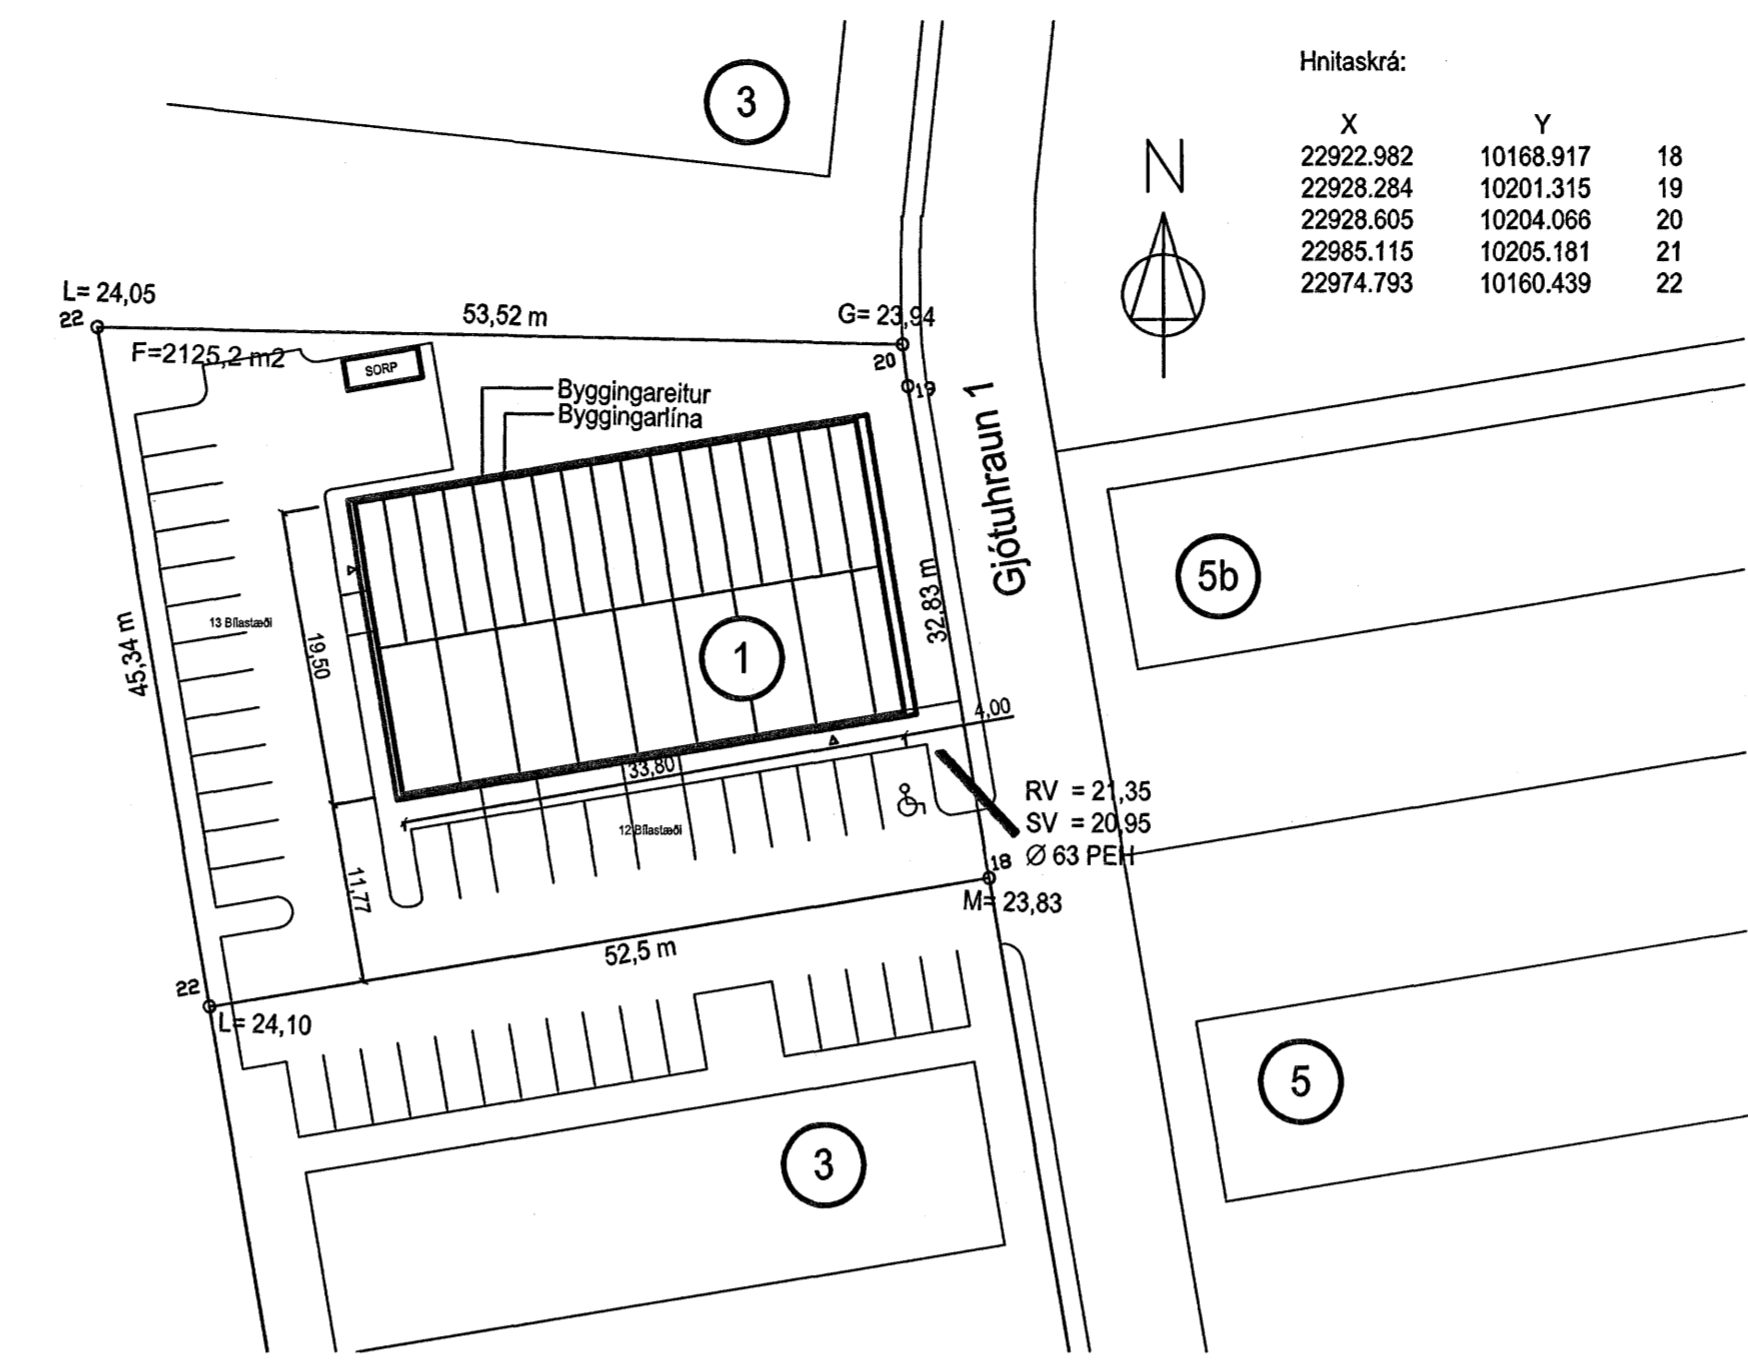 Hnitaskrá:
X Y
22922.982 10168.917 18
22928.284 10201.315 19
22928.605 10204.066 20
22985.115 10205.181 21
22974.793 10160.439 22
N
3
L= 24,05
22
53,52 m
G= 23,94
20
19
F=2125,2 m2
SORP
Byggingareitur
Byggingarlína
Gjótuhraun 1
5b
13 Bílastæði
45,34 m
19,50
1
32,83 m
4,00
33,80
12 Bílastæði
RV = 21,35
SV = 20,95
Ø 63 PEH
18
M= 23,83
11,77
52,5 m
22
L= 24,10
5
3